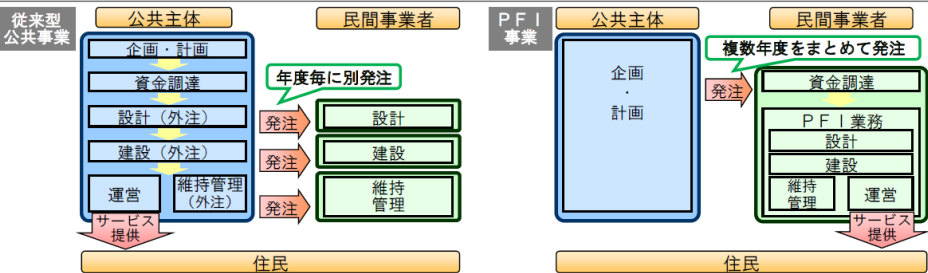 従来型
公共事業
公共主体
民間事業者
企画・計画
資金調達
設計（外注）
建設（外注）
運営
維持管理
（外注）
サービス
提供
年度毎に別発注
発注
発注
発注
設計
建設
維持
管理
住民
ＰＦＩ
事業
公共主体
民間事業者
企画
・
計画
複数年度をまとめて発注
発注
資金調達
ＰＦＩ業務
設計
建設
維持
管理
運営
サービス
提供
住民